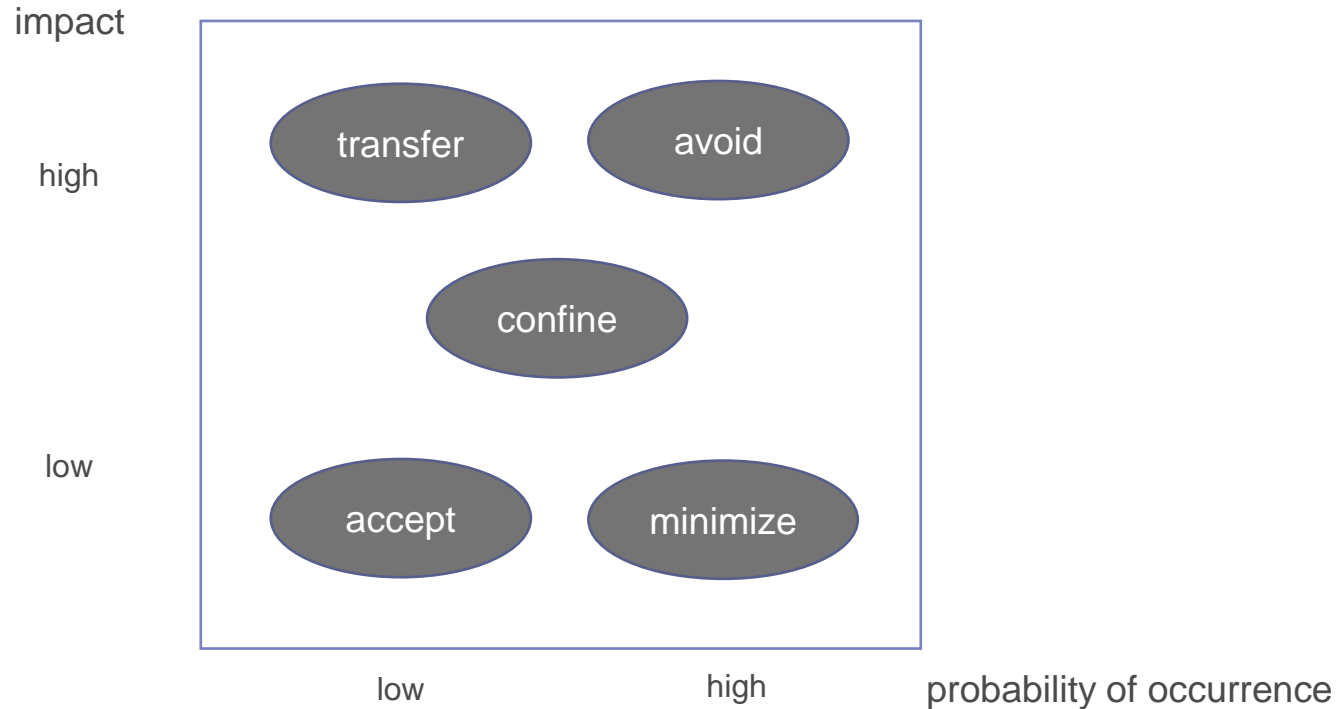 impact
transfer
avoid
high
confine
low
accept
minimize
low
high
probability of occurrence